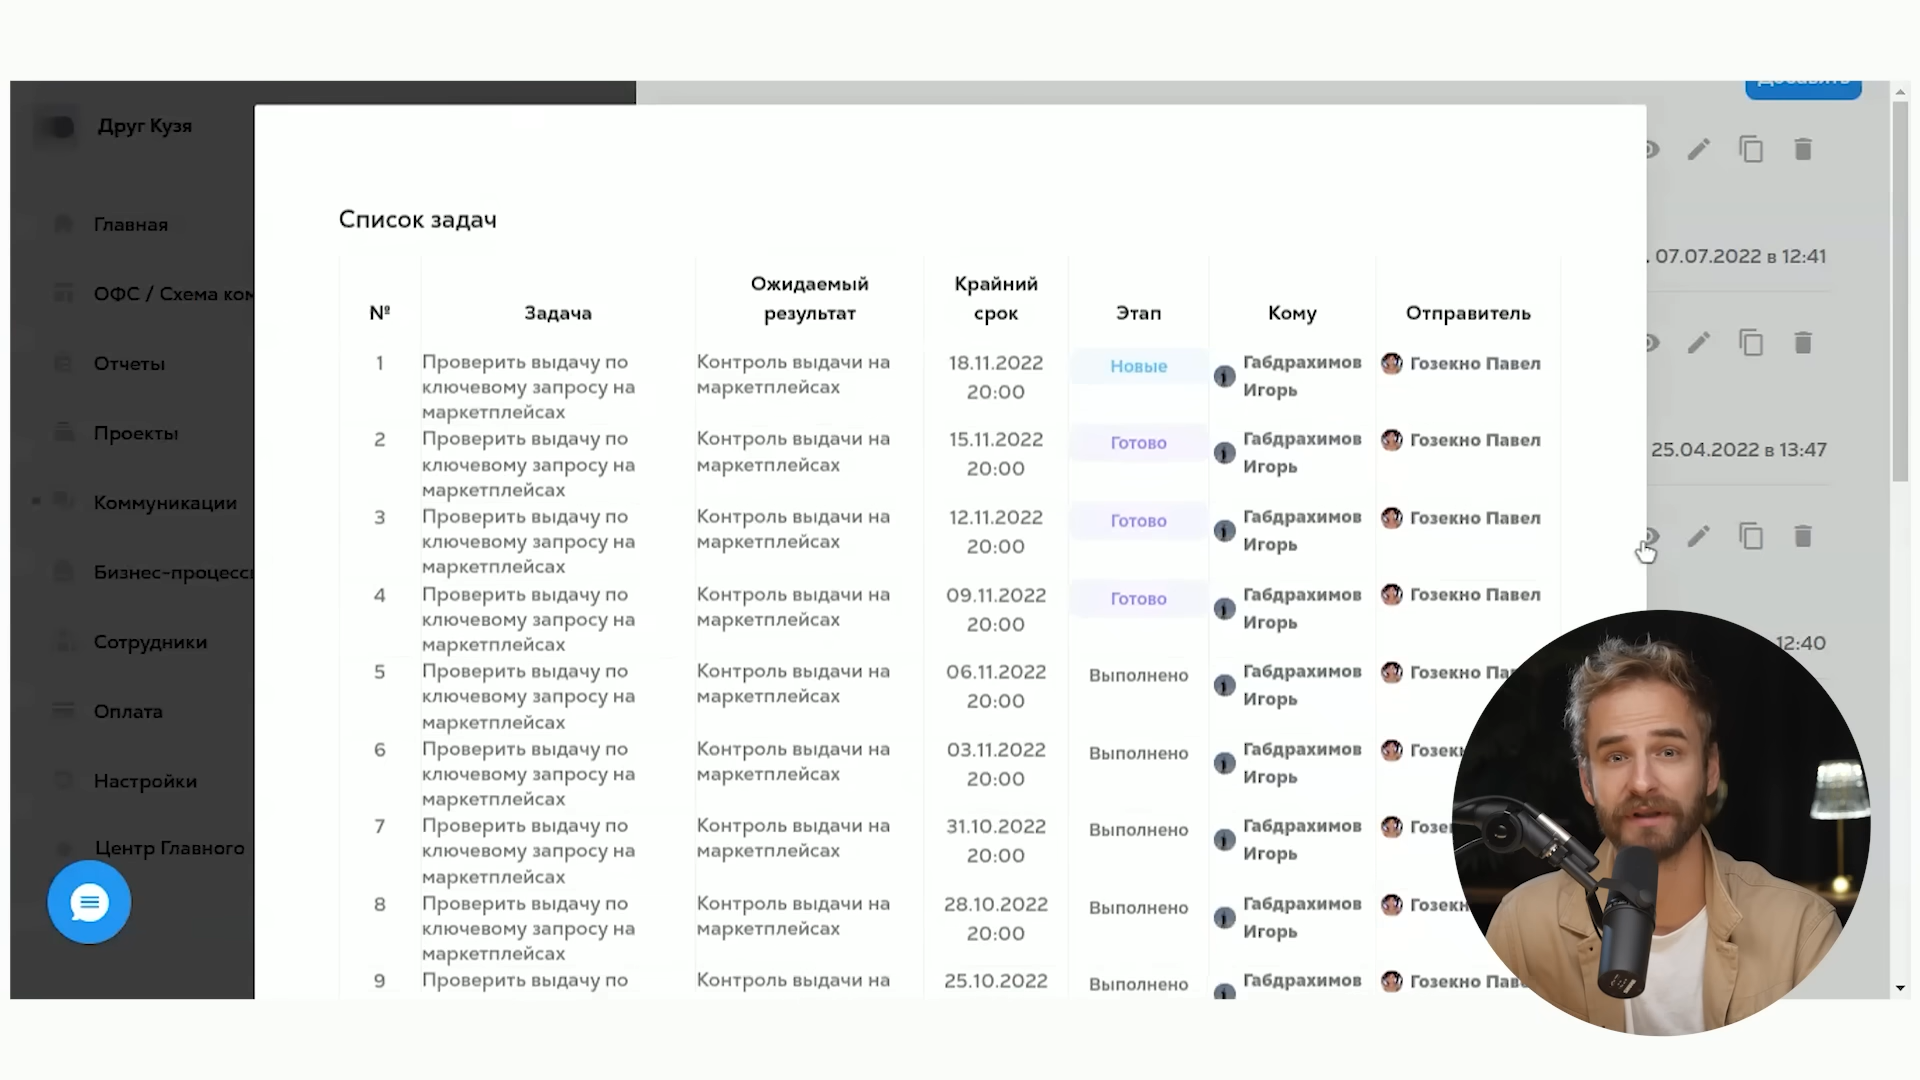 Добавить
Друг Кузя
Главная
ОФС / Схема ком
Отчеты
Проекты
Коммуникации
Бизнес-процесс
Сотрудники
Оплата
Настройки
Центр Главного
Список задач
№ Задача Ожидаемый результат Крайний срок Этап Кому Отправитель
1 Проверить выдачу по ключевому запросу на маркетплейсах Контроль выдачи на маркетплейсах 18.11.2022 20:00 Новые Габдрахимов Игорь Гозекно Павел
2 Проверить выдачу по ключевому запросу на маркетплейсах Контроль выдачи на маркетплейсах 15.11.2022 20:00 Готово Габдрахимов Игорь Гозекно Павел
3 Проверить выдачу по ключевому запросу на маркетплейсах Контроль выдачи на маркетплейсах 12.11.2022 20:00 Готово Габдрахимов Игорь Гозекно Павел
4 Проверить выдачу по ключевому запросу на маркетплейсах Контроль выдачи на маркетплейсах 09.11.2022 20:00 Готово Габдрахимов Игорь Гозекно Павел
5 Проверить выдачу по ключевому запросу на маркетплейсах Контроль выдачи на маркетплейсах 06.11.2022 20:00 Выполнено Габдрахимов Игорь Гозекно Па
6 Проверить выдачу по ключевому запросу на маркетплейсах Контроль выдачи на маркетплейсах 03.11.2022 20:00 Выполнено Габдрахимов Игорь Гозек
7 Проверить выдачу по ключевому запросу на маркетплейсах Контроль выдачи на маркетплейсах 31.10.2022 20:00 Выполнено Габдрахимов Игорь Гозе
8 Проверить выдачу по ключевому запросу на маркетплейсах Контроль выдачи на маркетплейсах 28.10.2022 20:00 Выполнено Габдрахимов Игорь Гозекн
9 Проверить выдачу по Контроль выдачи на 25.10.2022 Выполнено Габдрахимов Гозекно Пав
. 07.07.2022 в 12:41
25.04.2022 в 13:47
12:40